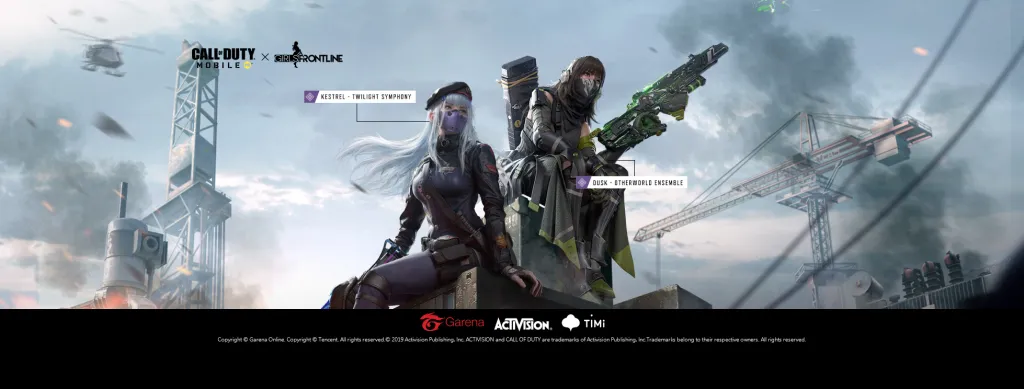 CALL OF DUTY MOBILE × GIRLS' FRONTLINE
KESTREL - TWILIGHT SYMPHONY
DUSK - OTHERWORLD ENSEMBLE
Garena ACTIVISION. TiMi
Copyright © Garena Online. Copyright © Tencent. All rights reserved.© 2019 Activision Publishing, Inc. ACTIVISION and CALL OF DUTY are trademarks of Activision Publishing, Inc.Trademarks belong to their respective owners. All rights reserved.